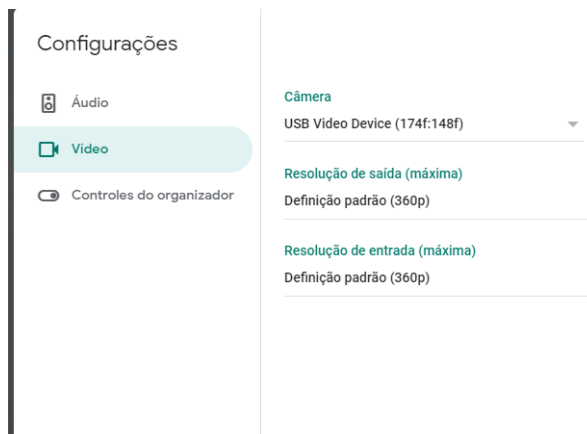 Configurações
Áudio
Vídeo
Controles do organizador
Câmera
USB Video Device (174f:148f)
Resolução de saída (máxima)
Definição padrão (360p)
Resolução de entrada (máxima)
Definição padrão (360p)